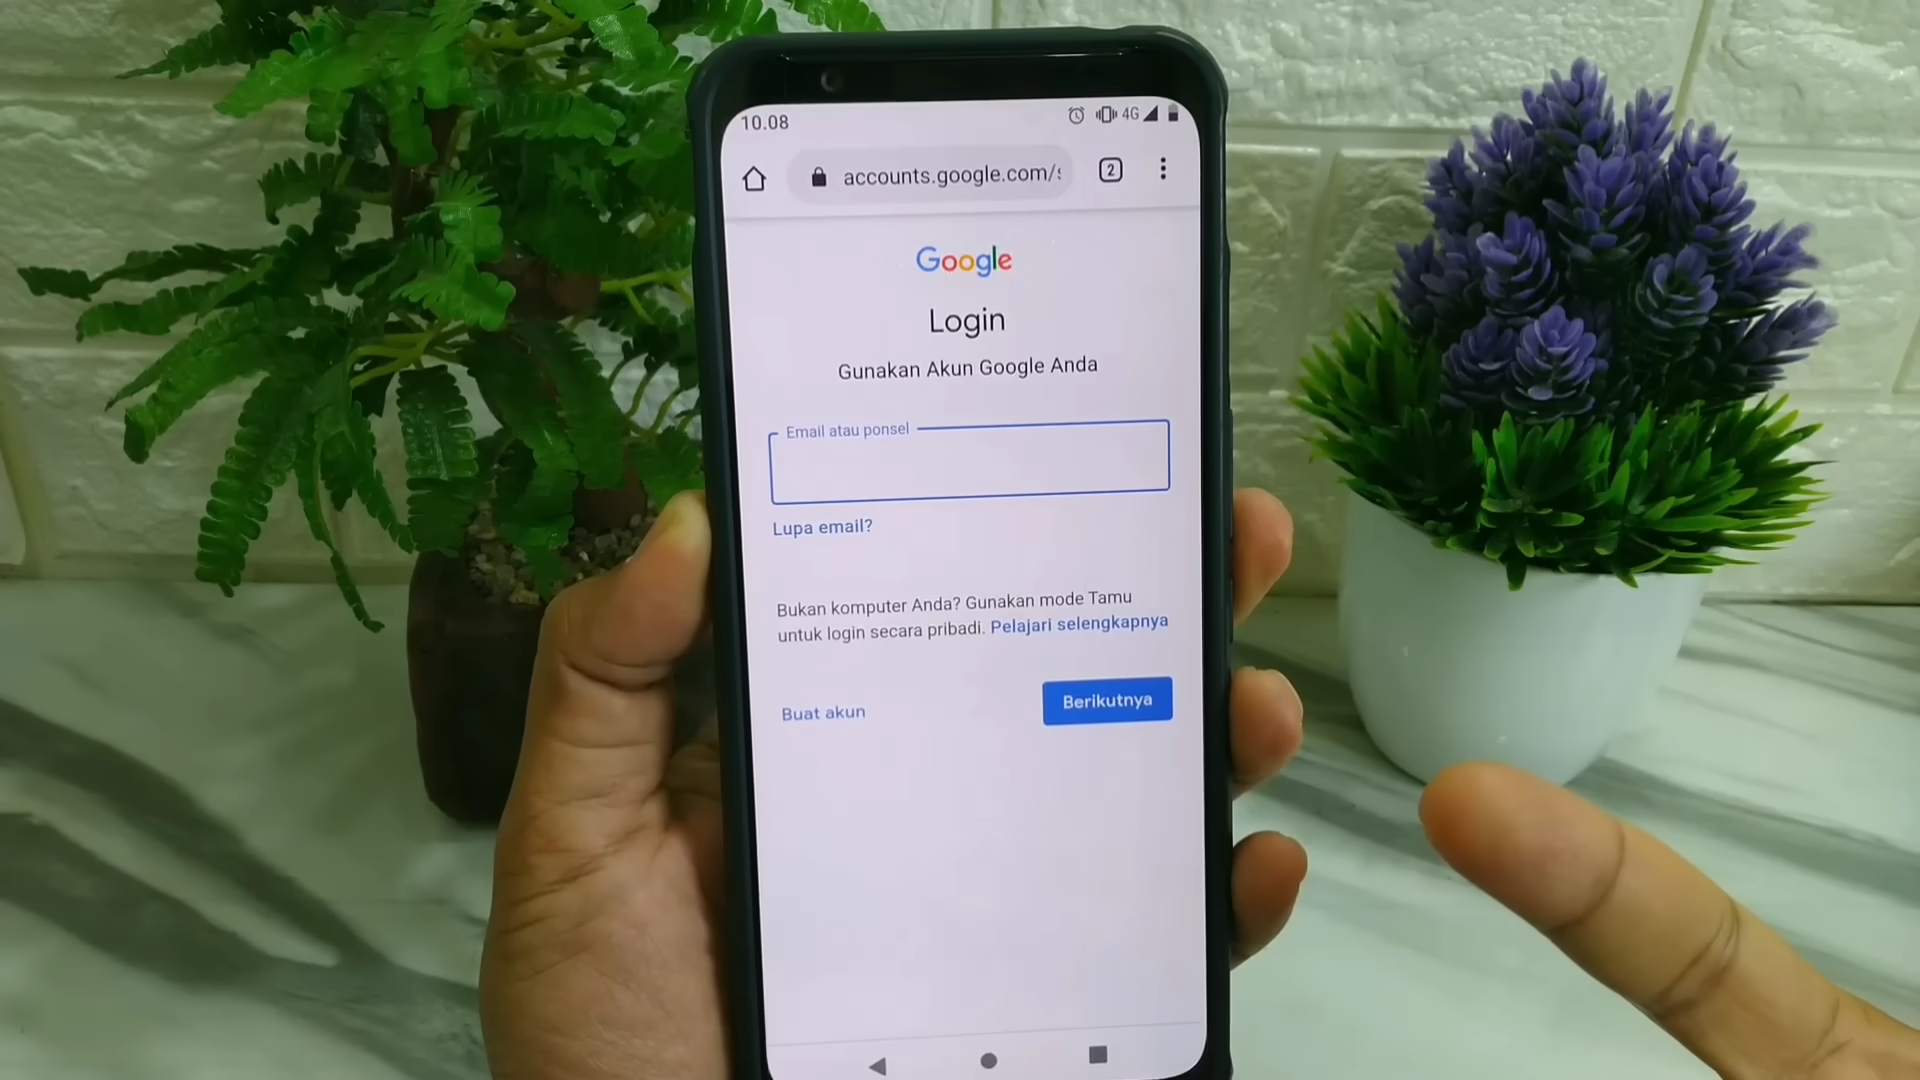 10.08
4G
accounts.google.com/s
2
Google
Login
Gunakan Akun Google Anda
Email atau ponsel
Lupa email?
Bukan komputer Anda? Gunakan mode Tamu
untuk login secara pribadi. Pelajari selengkapnya
Buat akun
Berikutnya